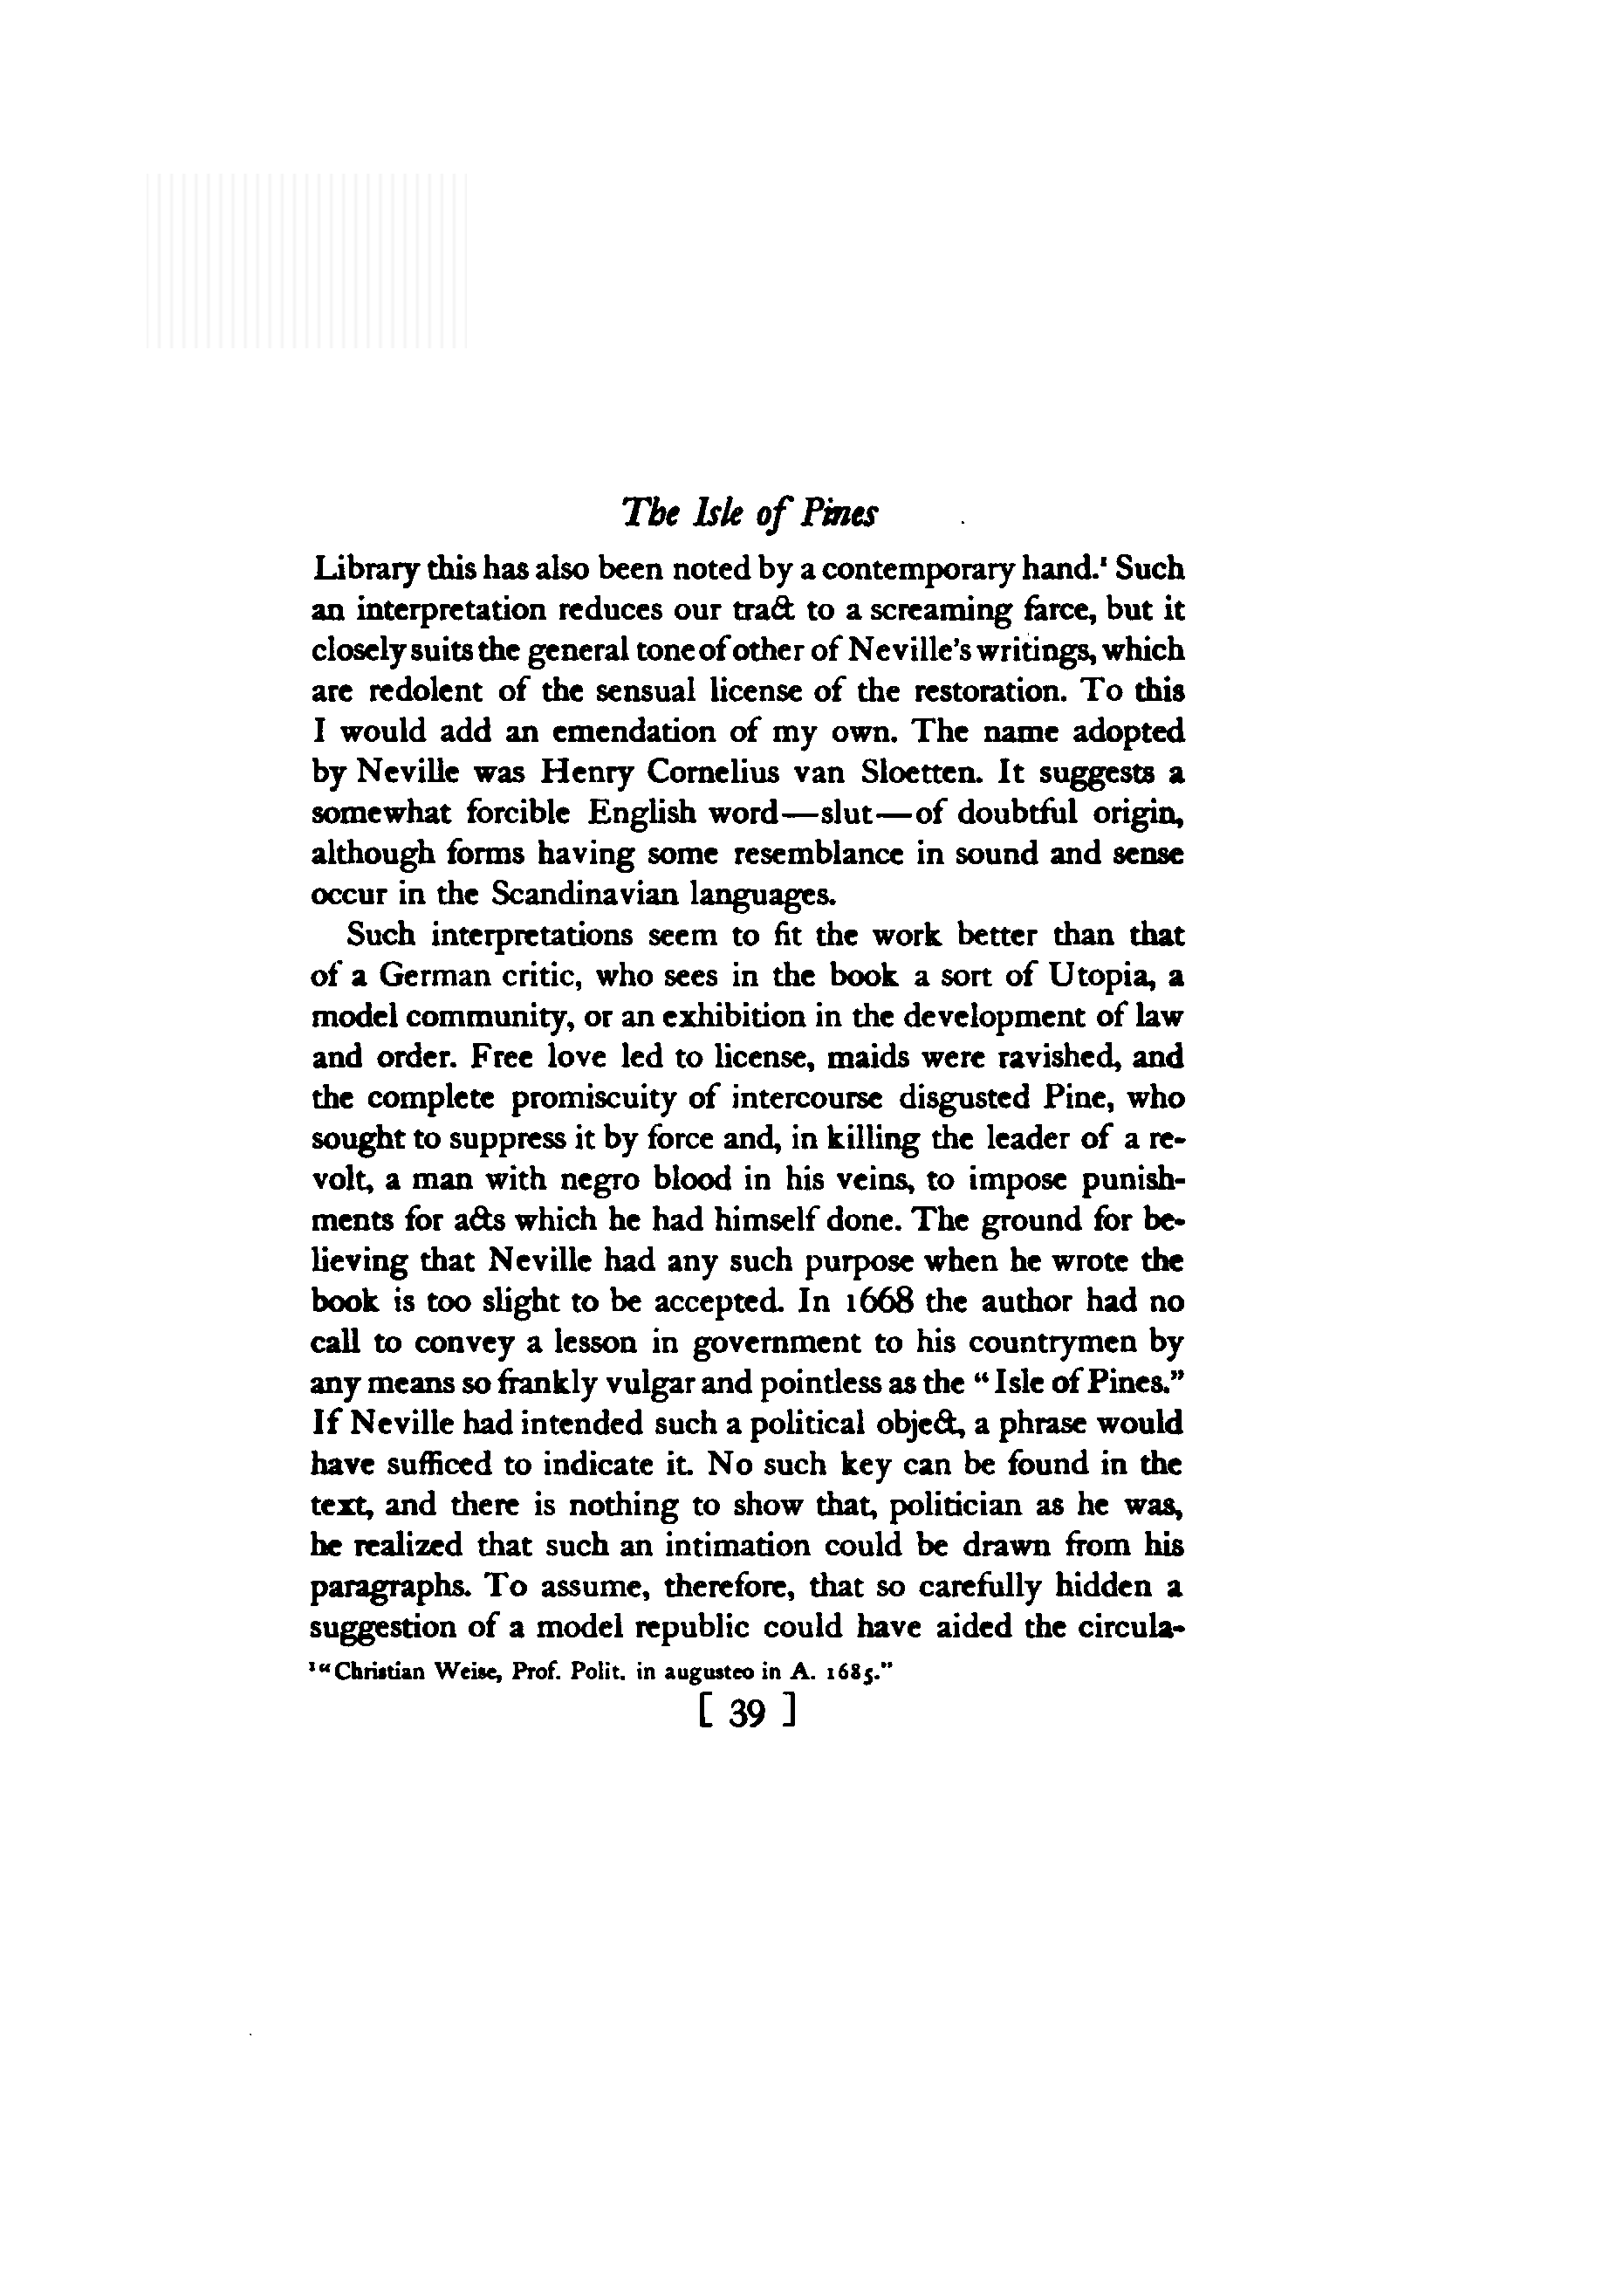 The Isle of Pines
Library this has also been noted by a contemporary hand.¹ Such
an interpretation reduces our tract to a screaming farce, but it
closely suits the general tone of other of Neville's writings, which
are redolent of the sensual license of the restoration. To this
I would add an emendation of my own. The name adopted
by Neville was Henry Cornelius van Sloetten. It suggests a
somewhat forcible English word—slut—of doubtful origin,
although forms having some resemblance in sound and sense
occur in the Scandinavian languages.
Such interpretations seem to fit the work better than that
of a German critic, who sees in the book a sort of Utopia, a
model community, or an exhibition in the development of law
and order. Free love led to license, maids were ravished, and
the complete promiscuity of intercourse disgusted Pine, who
sought to suppress it by force and, in killing the leader of a re-
volt, a man with negro blood in his veins, to impose punish-
ments for acts which he had himself done. The ground for be-
lieving that Neville had any such purpose when he wrote the
book is too slight to be accepted. In 1668 the author had no
call to convey a lesson in government to his countrymen by
any means so frankly vulgar and pointless as the "Isle of Pines."
If Neville had intended such a political object, a phrase would
have sufficed to indicate it. No such key can be found in the
text, and there is nothing to show that, politician as he was,
he realized that such an intimation could be drawn from his
paragraphs. To assume, therefore, that so carefully hidden a
suggestion of a model republic could have aided the circula-
¹ "Christian Weise, Prof. Polit. in augusteo in A. 1685."
[ 39 ]